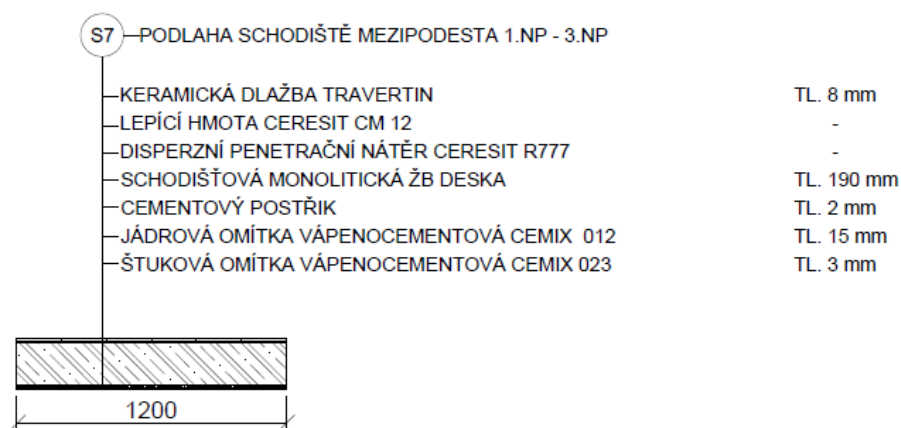 S7 PODLAHA SCHODIŠTĚ MEZIPODESTA 1.NP - 3.NP
KERAMICKÁ DLAŽBA TRAVERTIN TL. 8 mm
LEPÍCÍ HMOTA CERESIT CM 12 -
DISPERZNÍ PENETRAČNÍ NÁTĚR CERESIT R777 -
SCHODIŠŤOVÁ MONOLITICKÁ ŽB DESKA TL. 190 mm
CEMENTOVÝ POSTŘIK TL. 2 mm
JÁDROVÁ OMÍTKA VÁPENOCEMENTOVÁ CEMIX 012 TL. 15 mm
ŠTUKOVÁ OMÍTKA VÁPENOCEMENTOVÁ CEMIX 023 TL. 3 mm
1200